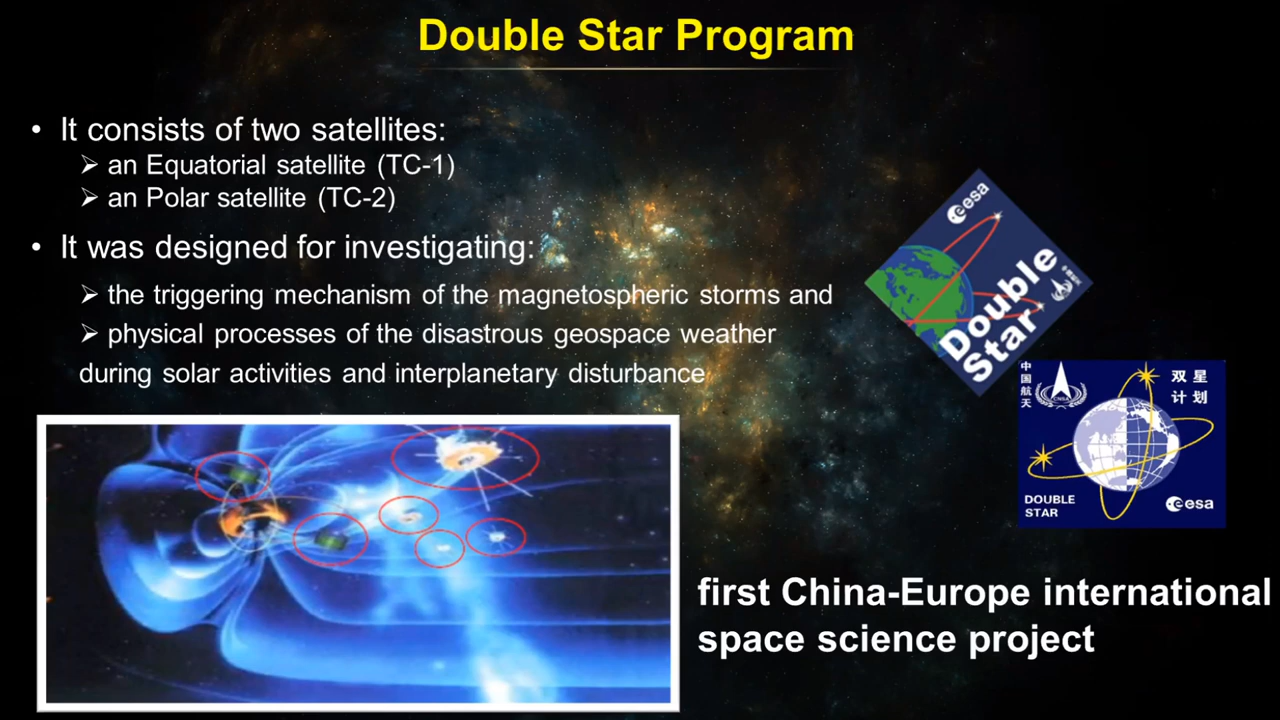 Double Star Program
• It consists of two satellites:
➢ an Equatorial satellite (TC-1)
➢ an Polar satellite (TC-2)
• It was designed for investigating:
➢ the triggering mechanism of the magnetospheric storms and
➢ physical processes of the disastrous geospace weather
during solar activities and interplanetary disturbance
esa
Double
Star
中国航天
CNSA
双星
计划
DOUBLE
STAR
esa
first China-Europe international
space science project